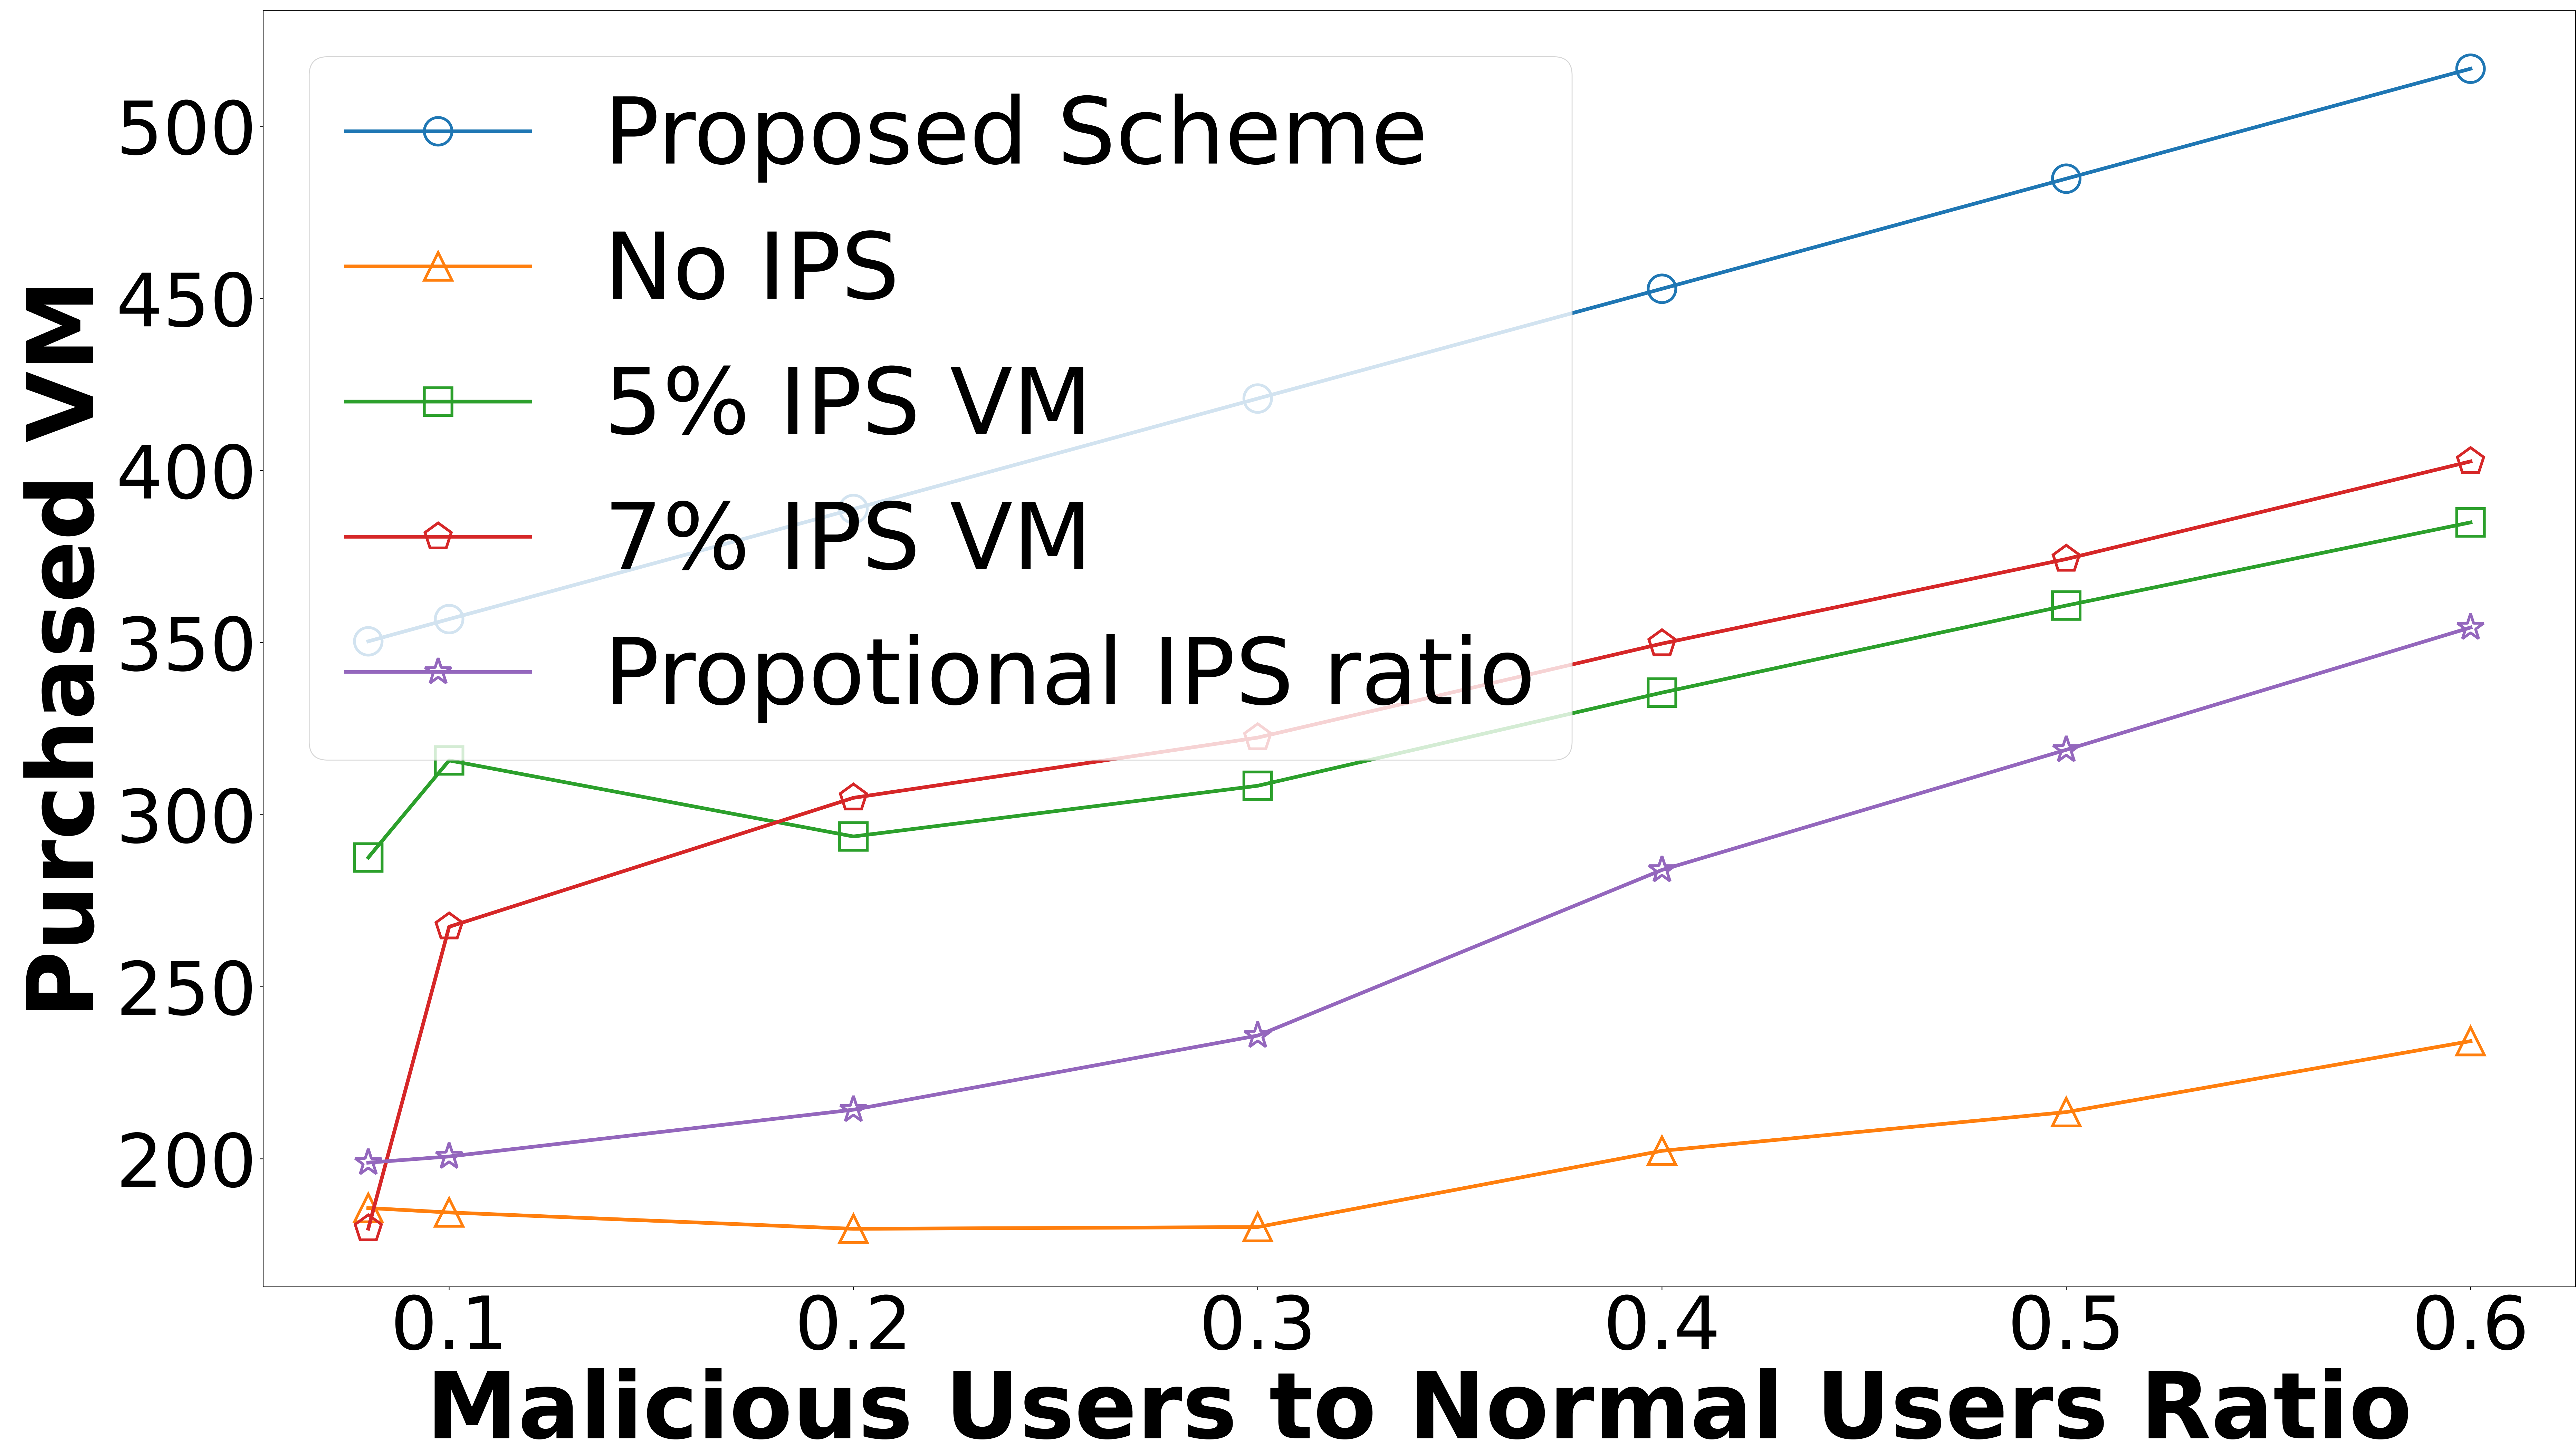 Proposed Scheme
No IPS
5% IPS VM
7% IPS VM
Propotional IPS ratio
Purchased VM
500
450
400
350
300
250
200
0.1 0.2 0.3 0.4 0.5 0.6
Malicious Users to Normal Users Ratio